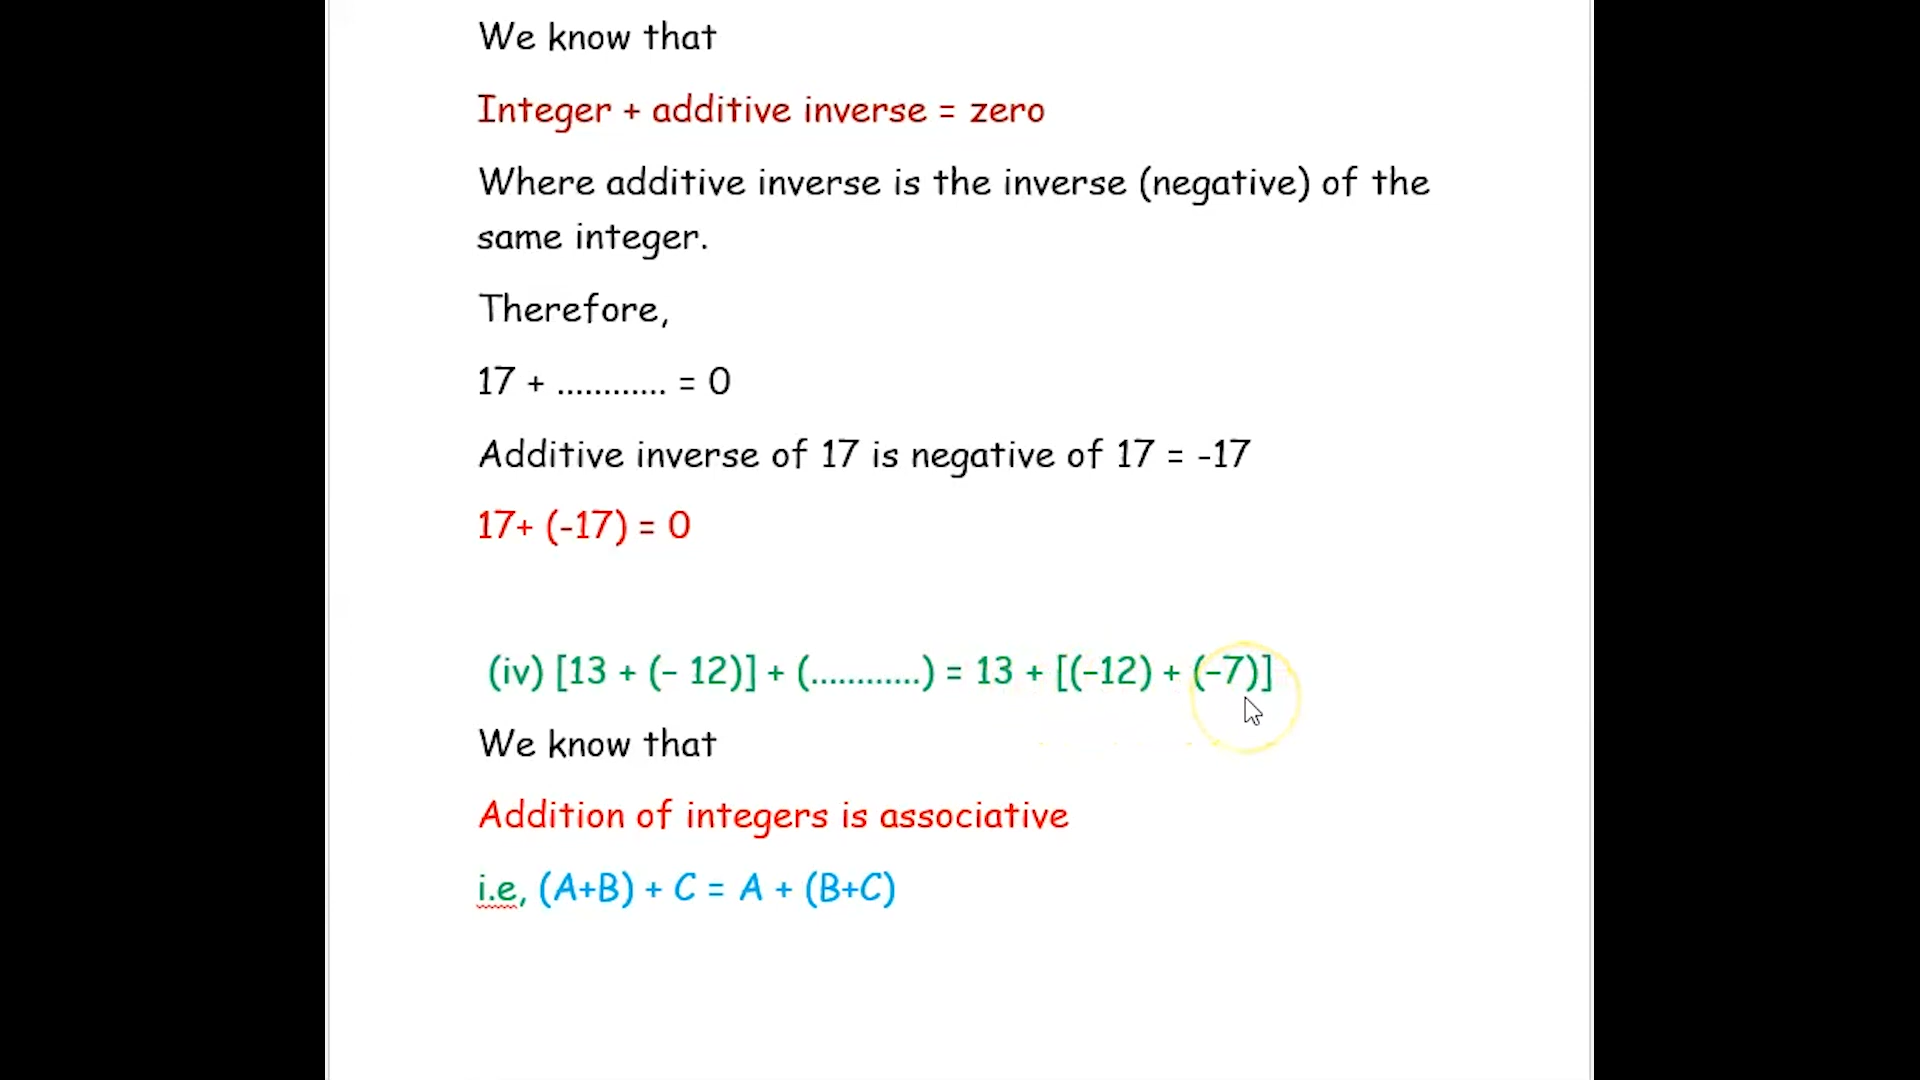 We know that
Integer + additive inverse = zero
Where additive inverse is the inverse (negative) of the
same integer.
Therefore,
17 + ............ = 0
Additive inverse of 17 is negative of 17 = -17
17+ (-17) = 0
(iv) [13 + (– 12)] + (............) = 13 + [(–12) + (–7)]
We know that
Addition of integers is associative
i.e, (A+B) + C = A + (B+C)